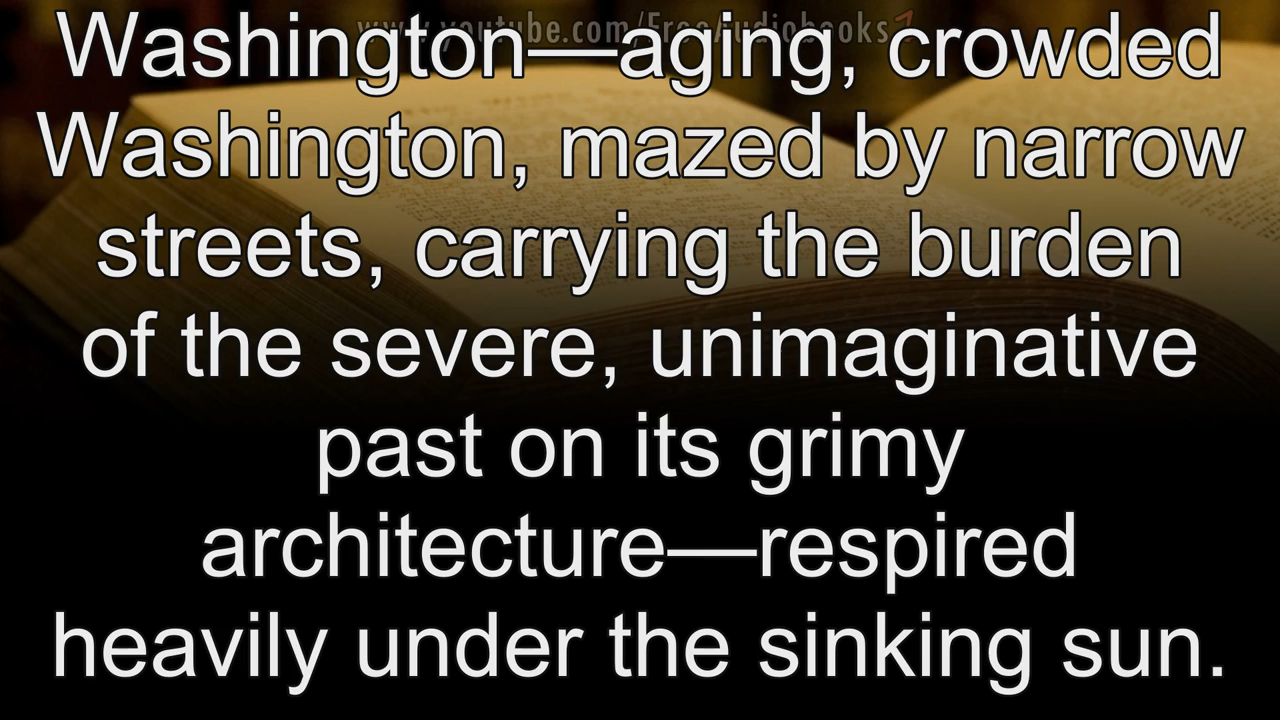 www.youtube.com/FreeAudiobooks
Washington—aging, crowded
Washington, mazed by narrow
streets, carrying the burden
of the severe, unimaginative
past on its grimy
architecture—respired
heavily under the sinking sun.